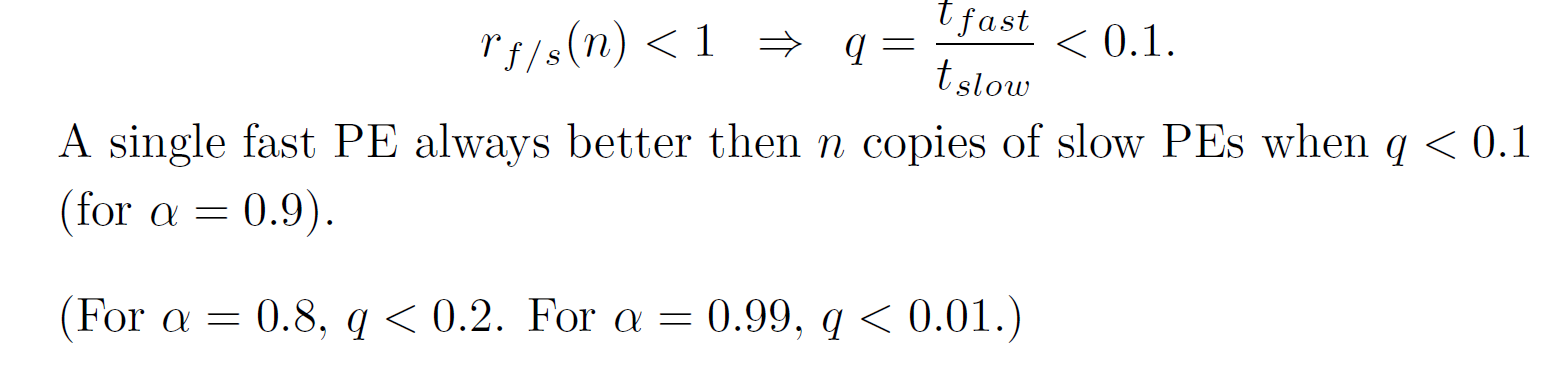 r_{f/s}(n) < 1 ⇒ q = \frac{t_{fast}}{t_{slow}} < 0.1.
A single fast PE always better then n copies of slow PEs when q < 0.1
(for α = 0.9).
(For α = 0.8, q < 0.2. For α = 0.99, q < 0.01.)